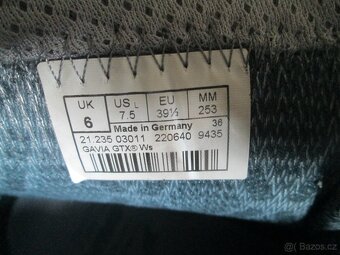 UK US L EU MM
6 7.5 39½ 253
Made in Germany 36
21.235 03011 220640 9435
GAVIA GTX® Ws
Bazos.cz